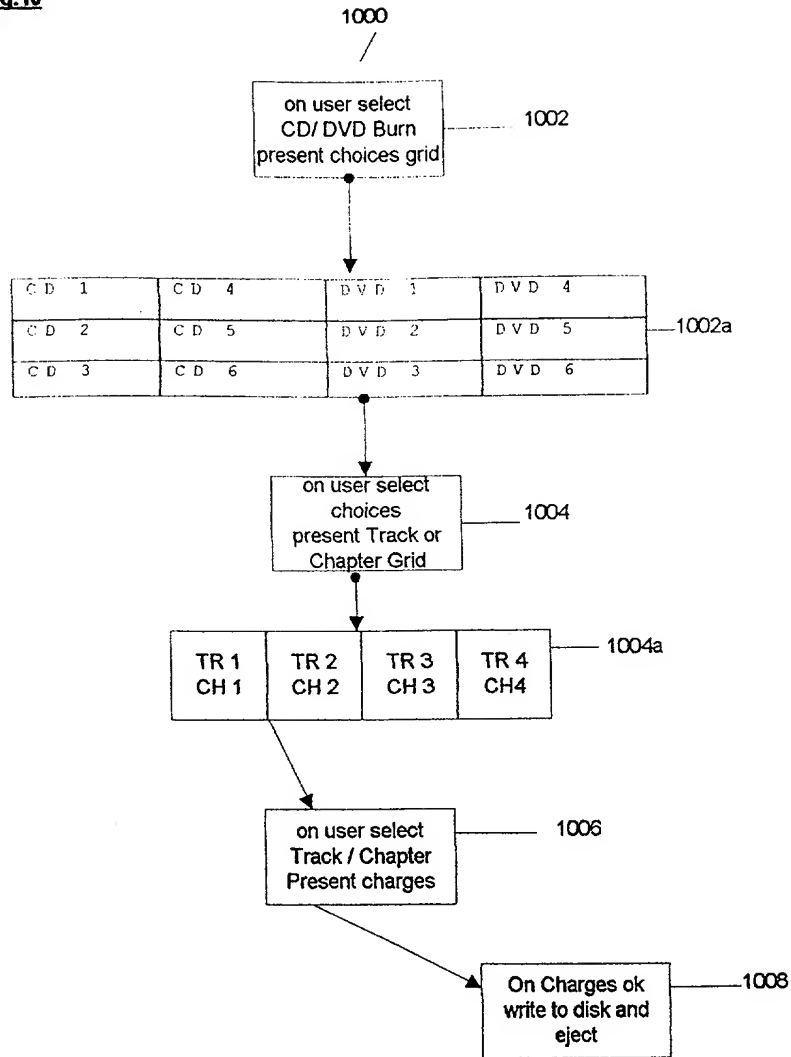 1000
on user select
CD/ DVD Burn
present choices grid
1002
CD 1 CD 4 DVD 1 DVD 4
CD 2 CD 5 DVD 2 DVD 5
1002a
CD 3 CD 6 DVD 3 DVD 6
on user select
choices
present Track or
Chapter Grid
1004
TR 1 TR 2 TR 3 TR 4
CH 1 CH 2 CH 3 CH4
1004a
on user select
Track / Chapter
Present charges
1006
On Charges ok
write to disk and
eject
1008